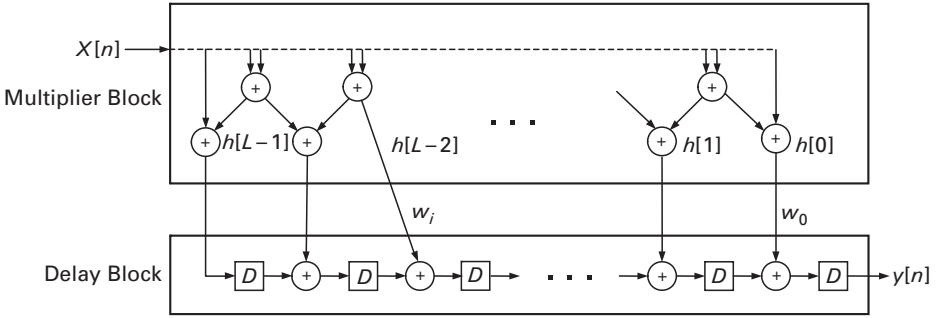 X[n]
+ +
+
Multiplier Block
+ h[L−1] + h[L−2] . . . + h[1] + h[0]
w_i w_0
Delay Block D + D + D . . . + D + D y[n]